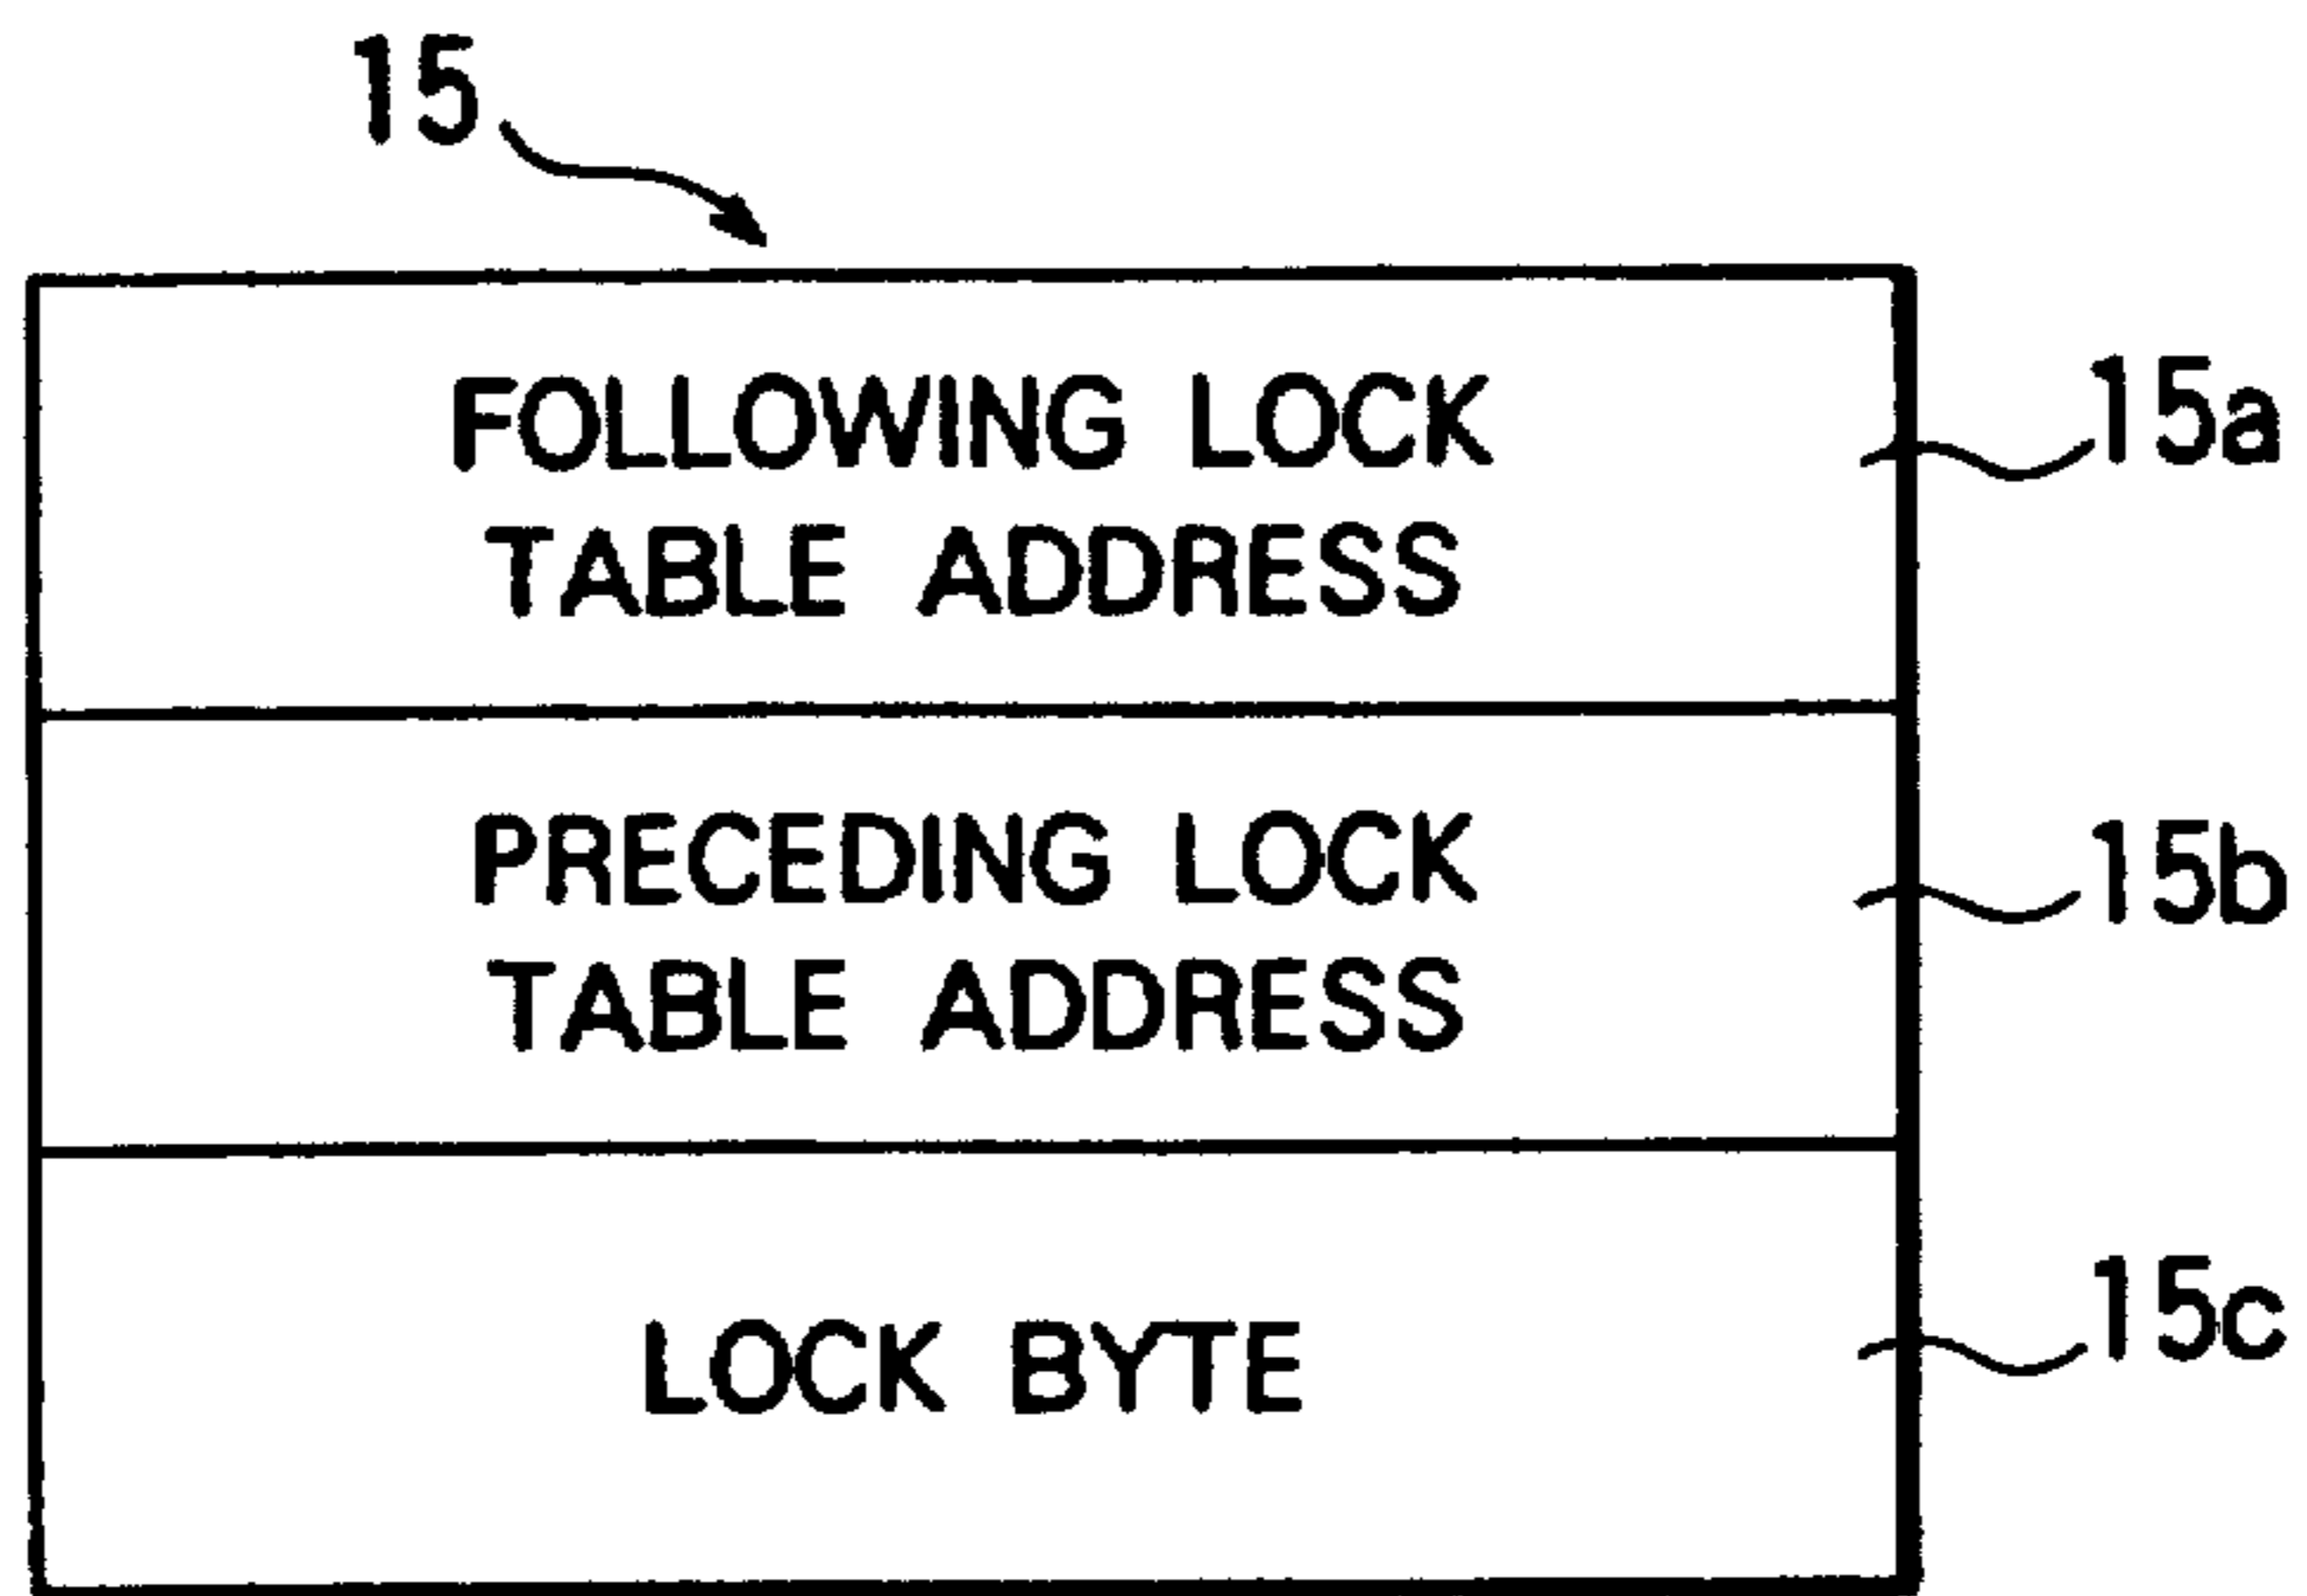 15
FOLLOWING LOCK
TABLE ADDRESS
15a
PRECEDING LOCK
TABLE ADDRESS
15b
LOCK BYTE
15c